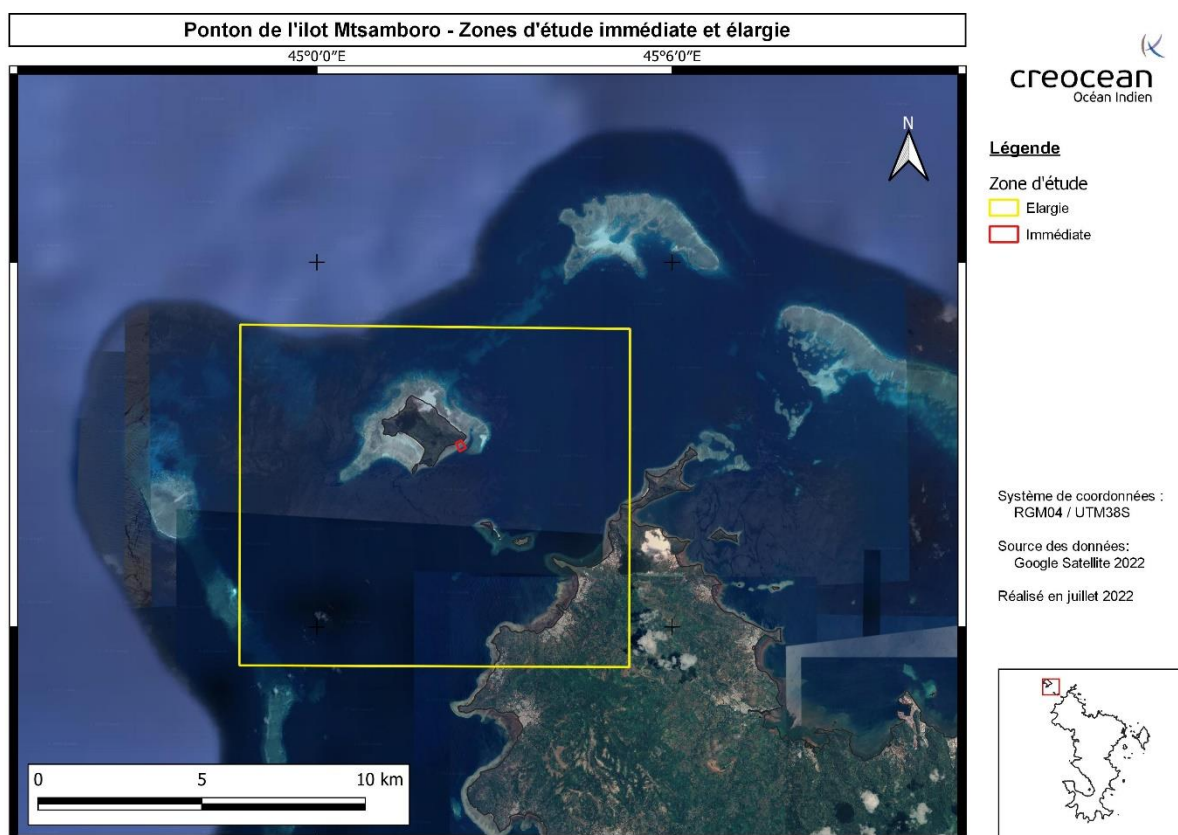 Ponton de l'ilot Mtsamboro - Zones d'étude immédiate et élargie
45°0'0"E
45°6'0"E
N
creocean
Océan Indien
Légende
Zone d'étude
Elargie
Immédiate
Système de coordonnées :
RGM04 / UTM38S
Source des données:
Google Satellite 2022
Réalisé en juillet 2022
0 5 10 km